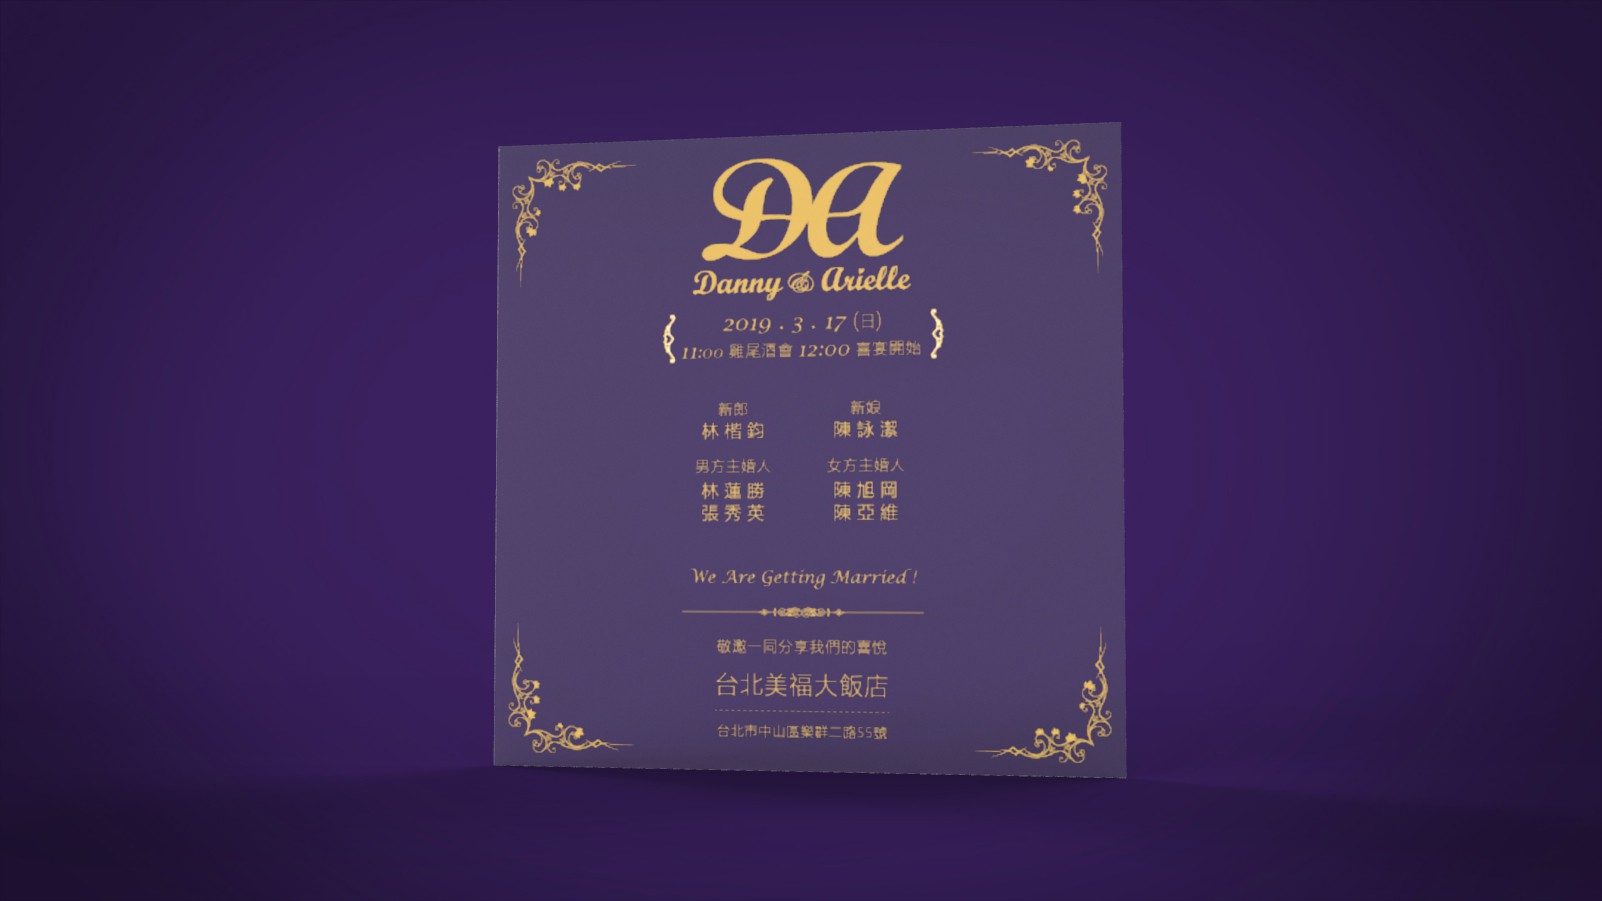 DA
Danny & Arielle
2019 . 3 . 17 (日)
11:00 雞尾酒會 12:00 喜宴開始
新郎 新娘
林楷鈞 陳詠潔
男方主婚人 女方主婚人
林蓮勝 陳旭岡
張秀英 陳亞維
We Are Getting Married !
敬邀一同分享我們的喜悅
台北美福大飯店
台北市中山區樂群二路55號